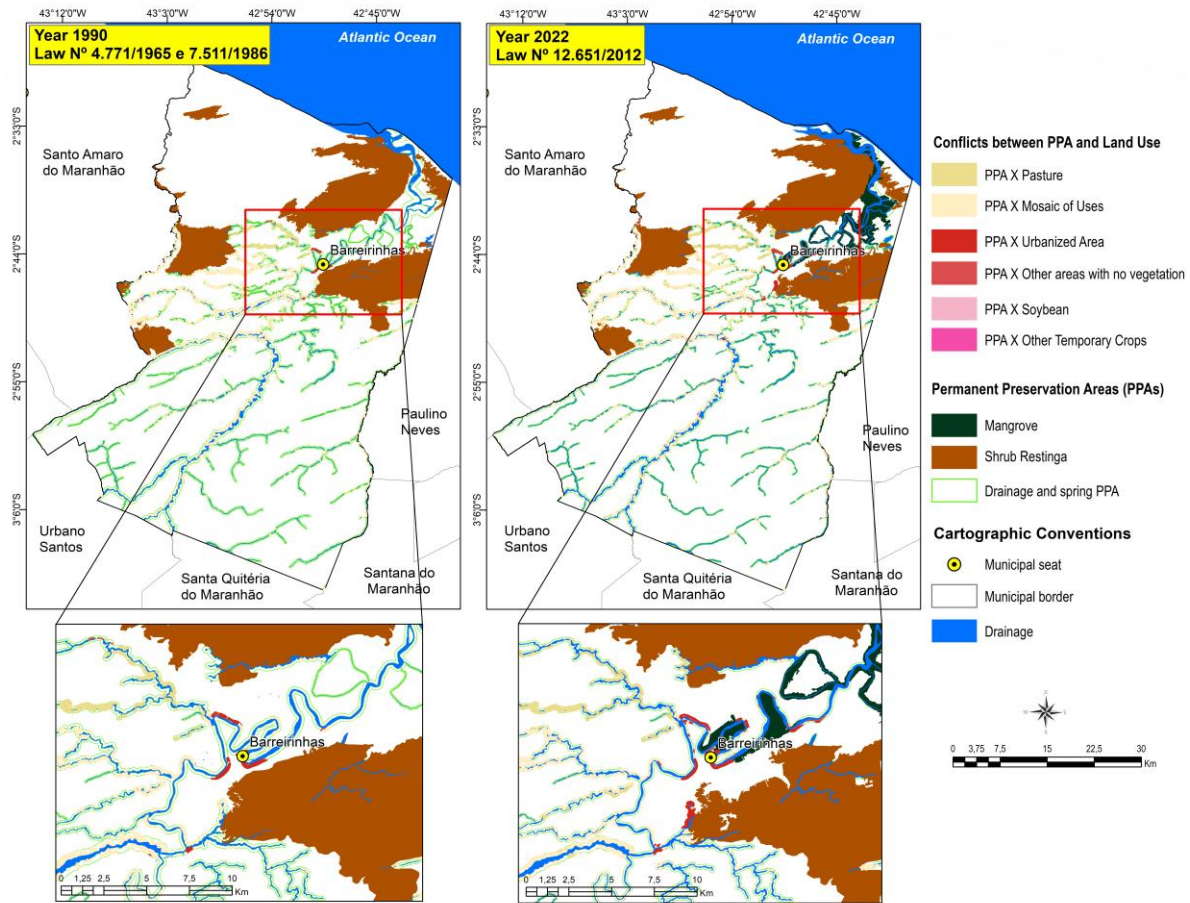 43°12'0"W
43°3'0"W
42°54'0"W
42°45'0"W
Year 1990
Law Nº 4.771/1965 e 7.511/1986
Atlantic Ocean
2°33'0"S
2°44'0"S
2°55'0"S
3°6'0"S
Santo Amaro
do Maranhão
Barreirinhas
Paulino
Neves
Urbano
Santos
Santa Quitéria
do Maranhão
Santana do
Maranhão
43°12'0"W
43°3'0"W
42°54'0"W
42°45'0"W
Year 2022
Law Nº 12.651/2012
Atlantic Ocean
2°33'0"S
2°44'0"S
2°55'0"S
3°6'0"S
Santo Amaro
do Maranhão
Barreirinhas
Paulino
Neves
Urbano
Santos
Santa Quitéria
do Maranhão
Santana do
Maranhão
Barreirinhas
0 1,25 2,5 5 7,5 10
Km
Barreirinhas
0 1,25 2,5 5 7,5 10
Km
Conflicts between PPA and Land Use
PPA X Pasture
PPA X Mosaic of Uses
PPA X Urbanized Area
PPA X Other areas with no vegetation
PPA X Soybean
PPA X Other Temporary Crops
Permanent Preservation Areas (PPAs)
Mangrove
Shrub Restinga
Drainage and spring PPA
Cartographic Conventions
Municipal seat
Municipal border
Drainage
0 3,75 7,5 15 22,5 30
Km